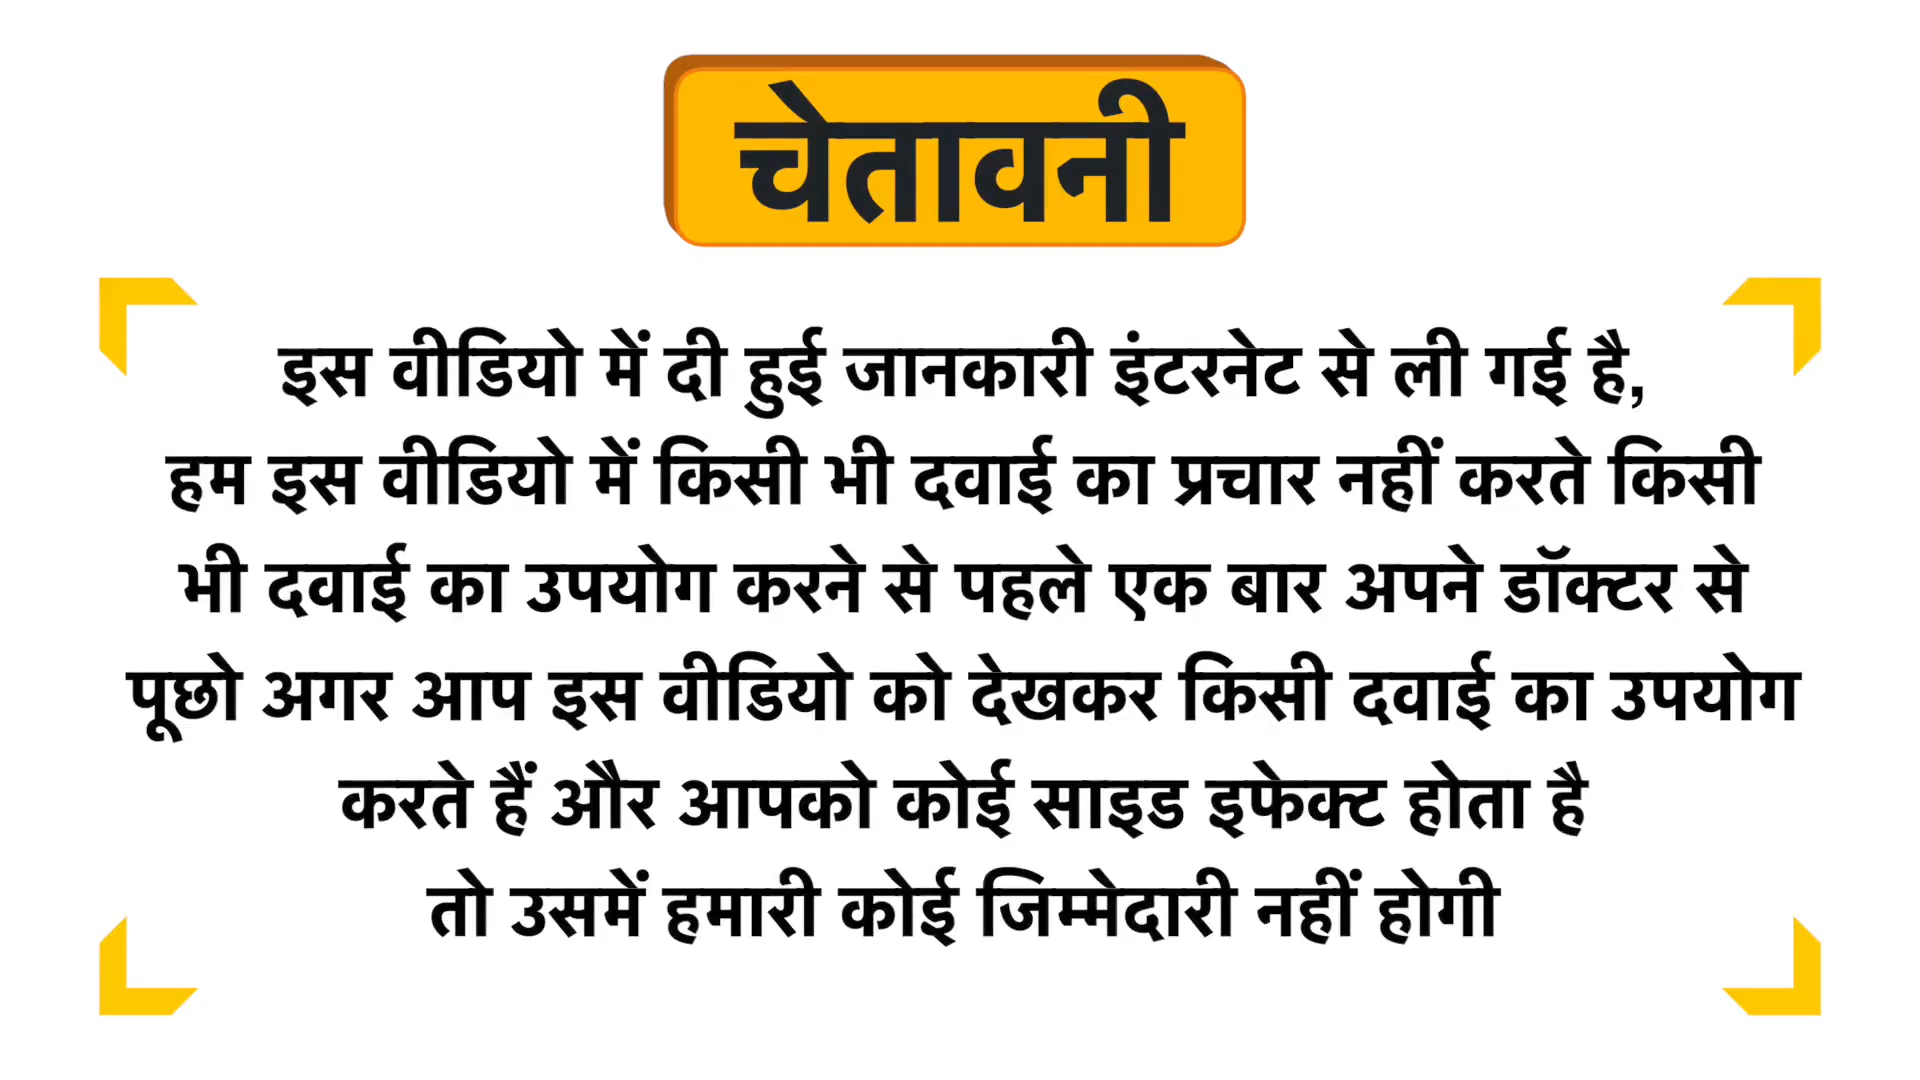 चेतावनी
इस वीडियो में दी हुई जानकारी इंटरनेट से ली गई है,
हम इस वीडियो में किसी भी दवाई का प्रचार नहीं करते किसी
भी दवाई का उपयोग करने से पहले एक बार अपने डॉक्टर से
पूछो अगर आप इस वीडियो को देखकर किसी दवाई का उपयोग
करते हैं और आपको कोई साइड इफेक्ट होता है
तो उसमें हमारी कोई जिम्मेदारी नहीं होगी